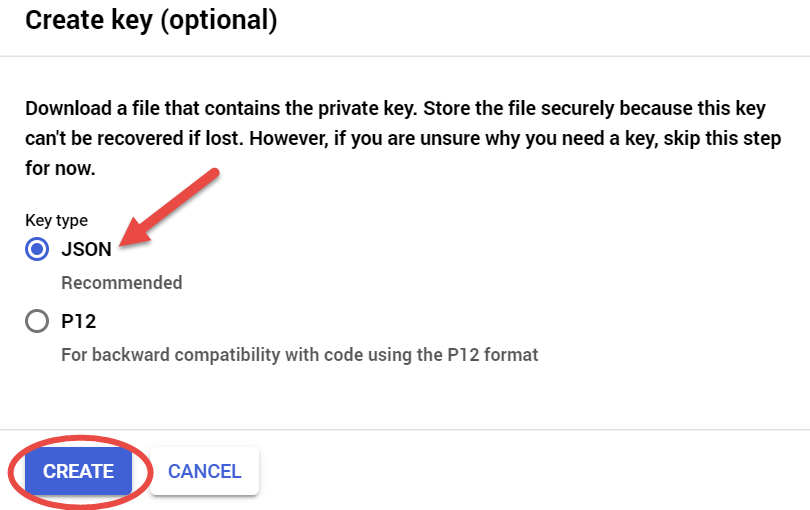 Create key (optional)
Download a file that contains the private key. Store the file securely because this key
can't be recovered if lost. However, if you are unsure why you need a key, skip this step
for now.
Key type
JSON
Recommended
P12
For backward compatibility with code using the P12 format
CREATE CANCEL